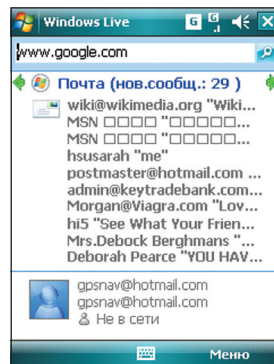 Windows Live
www.google.com
Почта (нов.сообщ.: 29 )
wiki@wikimedia.org "Wiki...
MSN □□□□ "□□□□□...
MSN □□□□ "□□□□□...
hsusarah "me"
postmaster@hotmail.com ...
admin@keytradebank.com...
Morgan@Viagra.com "Lov...
hi5 "See What Your Frien...
Mrs.Debock Berghmans "...
Deborah Pearce "YOU HAV...
gpsnav@hotmail.com
gpsnav@hotmail.com
Не в сети
Меню